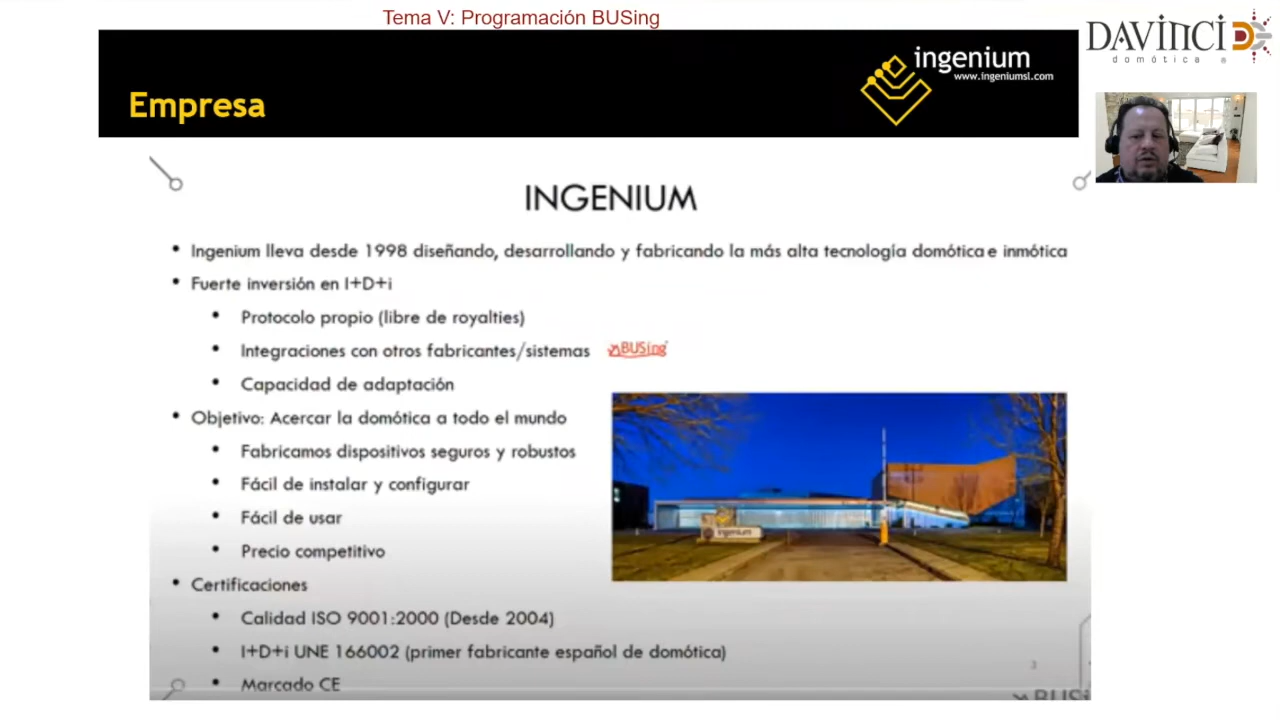 Tema V: Programación BUSing
DAVINCI
domótica ®
ingenium
www.ingeniumsl.com
Empresa
INGENIUM
• Ingenium lleva desde 1998 diseñando, desarrollando y fabricando la más alta tecnología domótica e inmótica
• Fuerte inversión en I+D+i
• Protocolo propio (libre de royalties)
• Integraciones con otros fabricantes/sistemas BUSing
• Capacidad de adaptación
• Objetivo: Acercar la domótica a todo el mundo
• Fabricamos dispositivos seguros y robustos
• Fácil de instalar y configurar
• Fácil de usar
• Precio competitivo
ingenium
• Certificaciones
• Calidad ISO 9001:2000 (Desde 2004)
• I+D+i UNE 166002 (primer fabricante español de domótica)
3
• Marcado CE